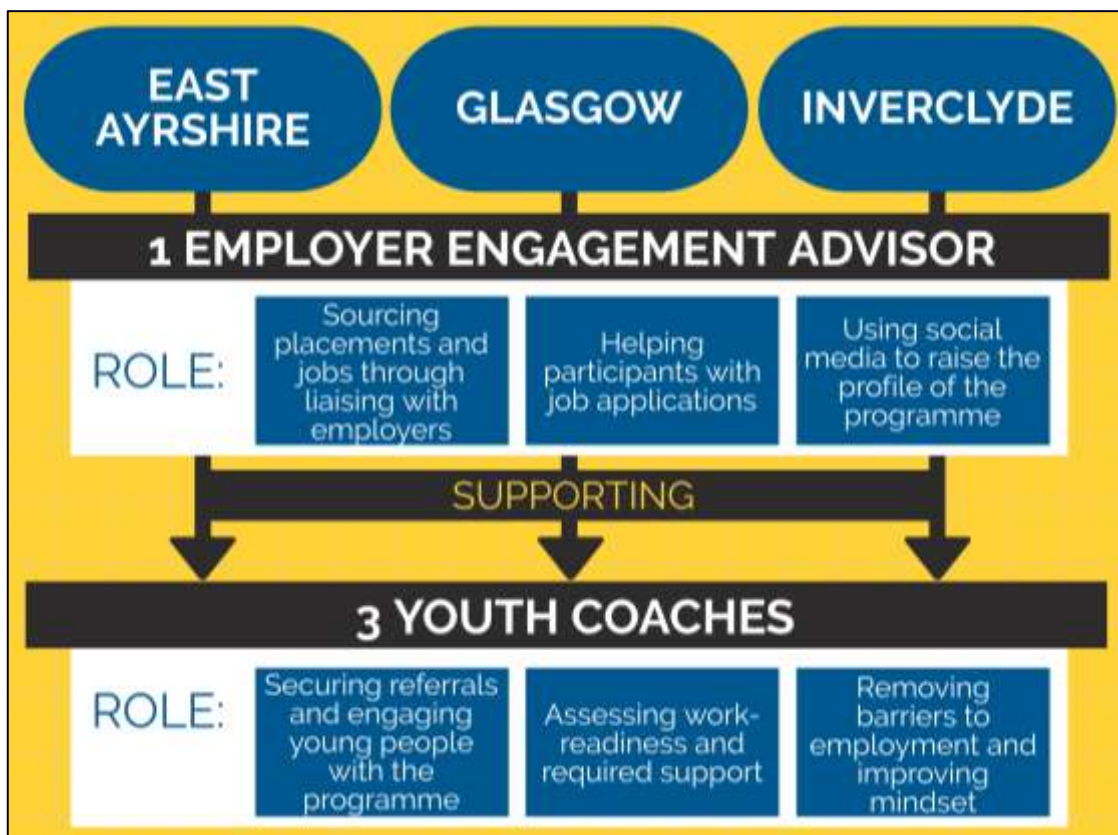 EAST
AYRSHIRE
GLASGOW
INVERCLYDE
1 EMPLOYER ENGAGEMENT ADVISOR
ROLE:
Sourcing
placements and
jobs through
liaising with
employers
Helping
participants with
job applications
Using social
media to raise the
profile of the
programme
SUPPORTING
3 YOUTH COACHES
ROLE:
Securing referrals
and engaging
young people
with the
programme
Assessing work-
readiness and
required support
Removing
barriers to
employment and
improving
mindset